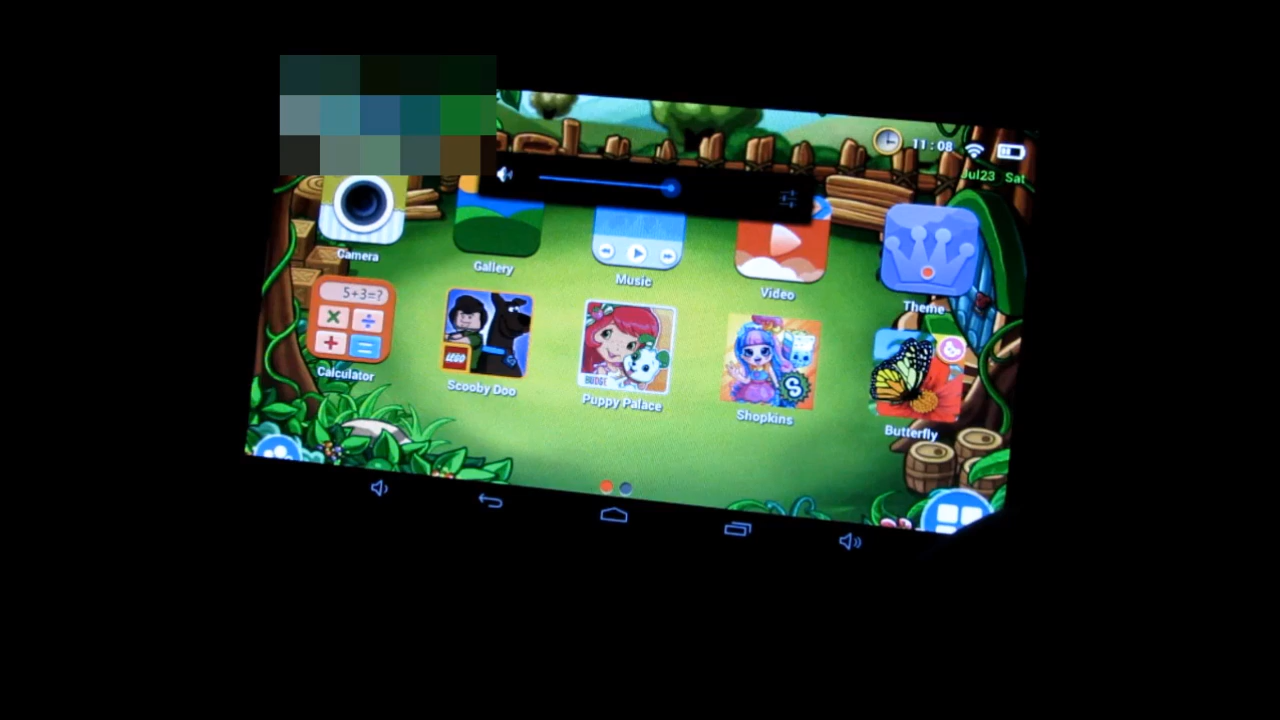 11:08
Jul23 Sat
Camera
Gallery
Music
Video
Theme
5+3=?
Calculator
LEGO
Scooby Doo
BUDGE
Puppy Palace
S
Shopkins
Butterfly